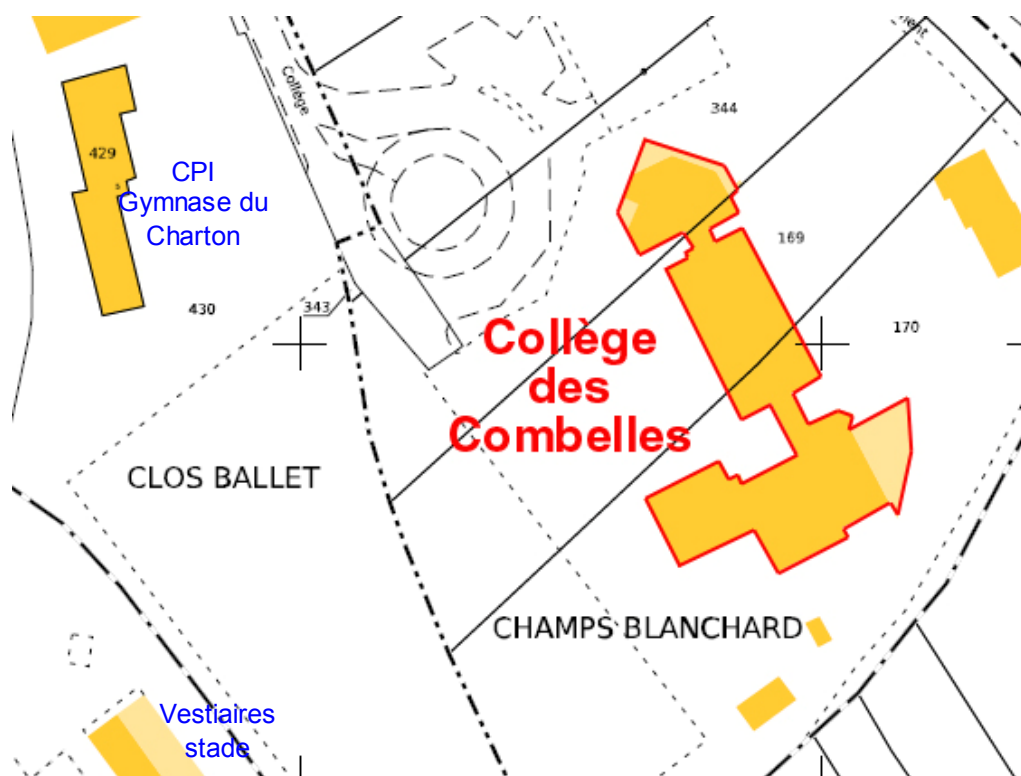 Collège
344
429
CPI
Gymnase du
Charton
169
430
343
170
Collège
des
Combelles
CLOS BALLET
CHAMPS BLANCHARD
Vestiaires
stade